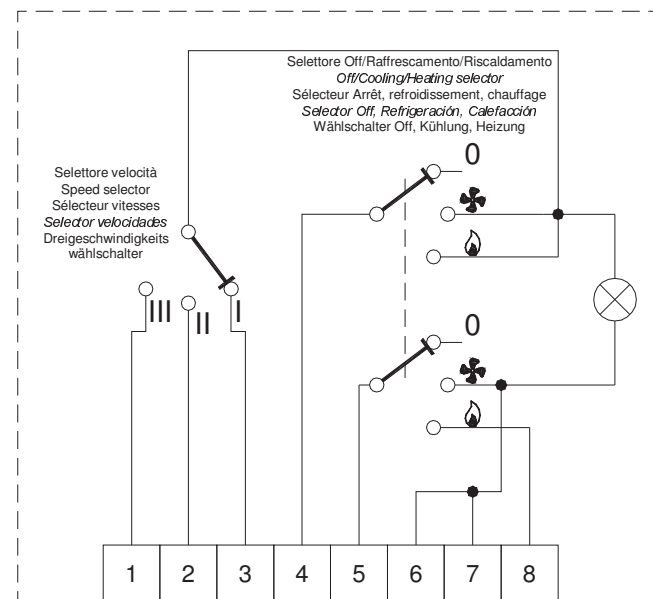 Selettore Off/Raffrescamento/Riscaldamento
Off/Cooling/Heating selector
Sélecteur Arrêt, refroidissement, chauffage
Selector Off, Refrigeración, Calefacción
Wählschalter Off, Kühlung, Heizung
0
Selettore velocità
Speed selector
Sélecteur vitesses
Selector velocidades
Dreigeschwindigkeits
wählschalter
III
II
I
0
1 2 3 4 5 6 7 8